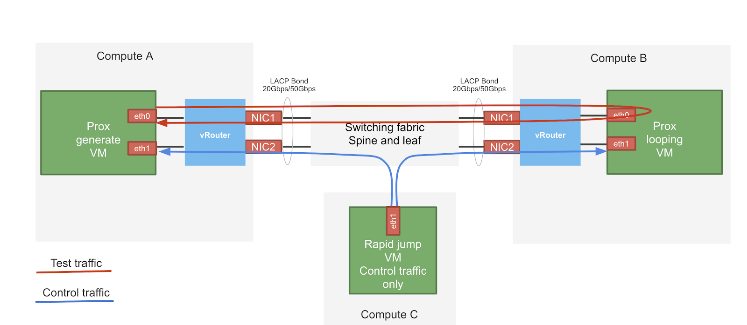 Compute A
Compute B
LACP Bond
20Gbps/50Gbps
LACP Bond
20Gbps/50Gbps
Prox
generate
VM
eth0
eth1
vRouter
NIC1
NIC2
Switching fabric
Spine and leaf
NIC1
NIC2
vRouter
eth0
eth1
Prox
looping
VM
eth1
Rapid jump
VM
Control traffic
only
Compute C
Test traffic
Control traffic